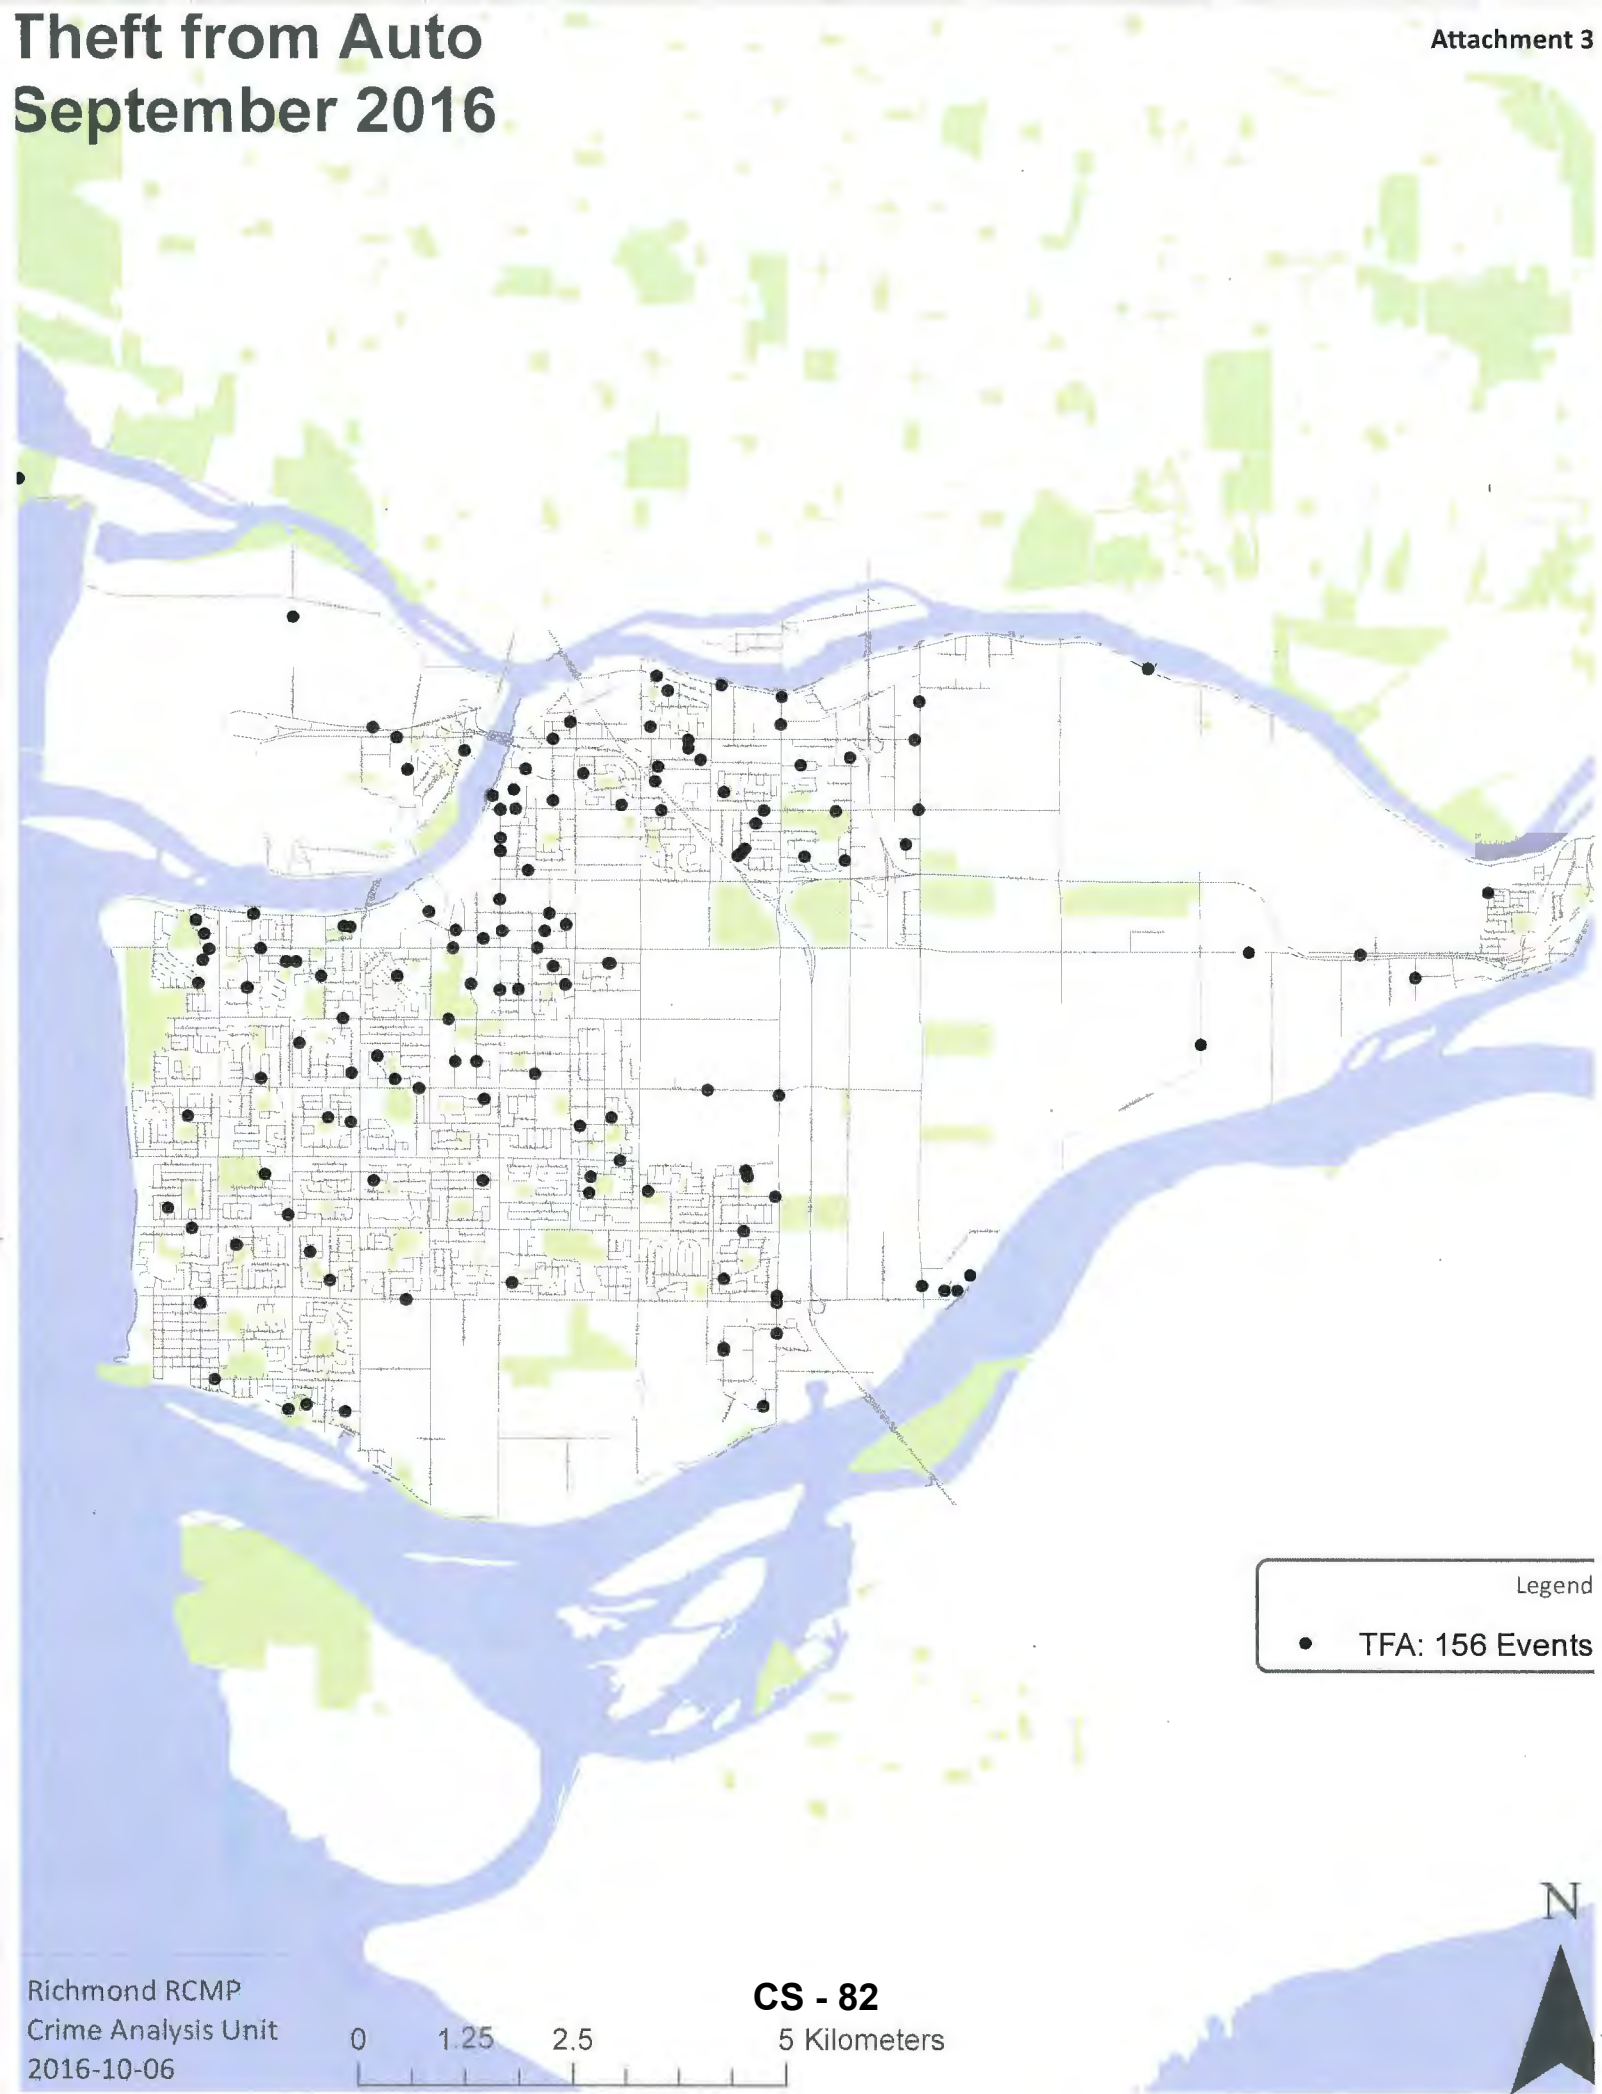 Theft from Auto
September 2016
Attachment 3
Legend
TFA: 156 Events
N
Richmond RCMP
Crime Analysis Unit
2016-10-06
CS - 82
0 1.25 2.5 5 Kilometers